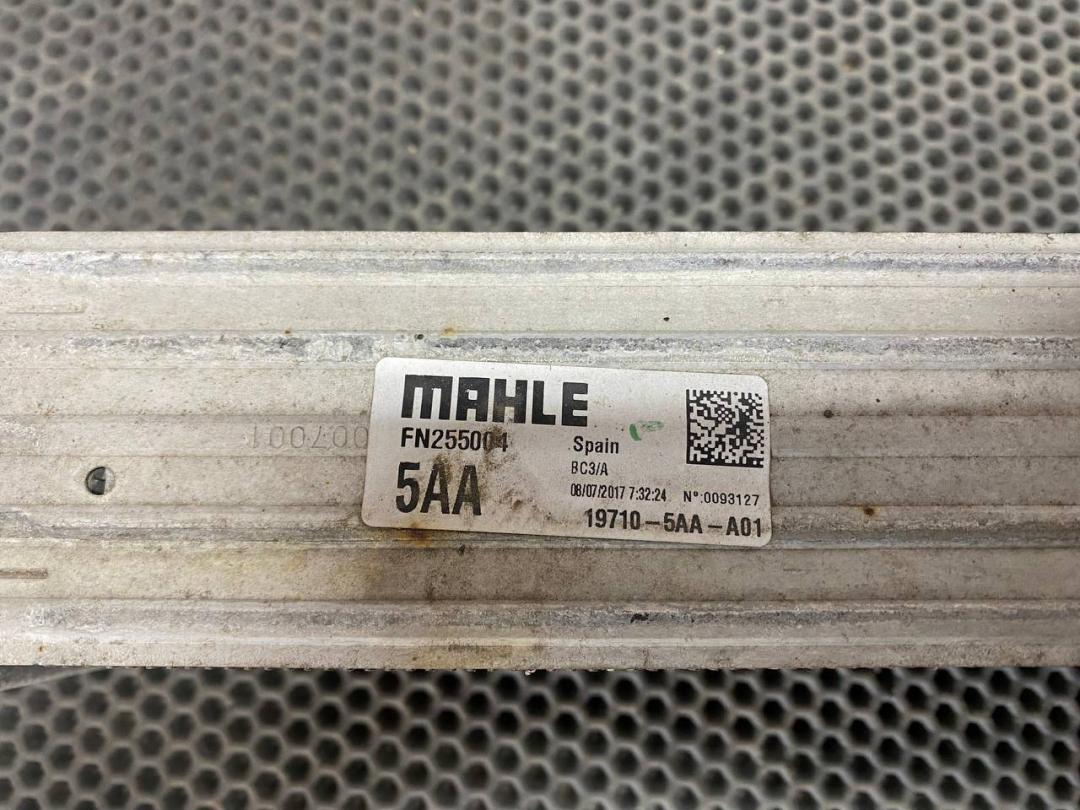 MAHLE
FN255004
Spain
5AA
BC3/A
08/07/2017 7:32:24 N°:0093127
19710-5AA-A01